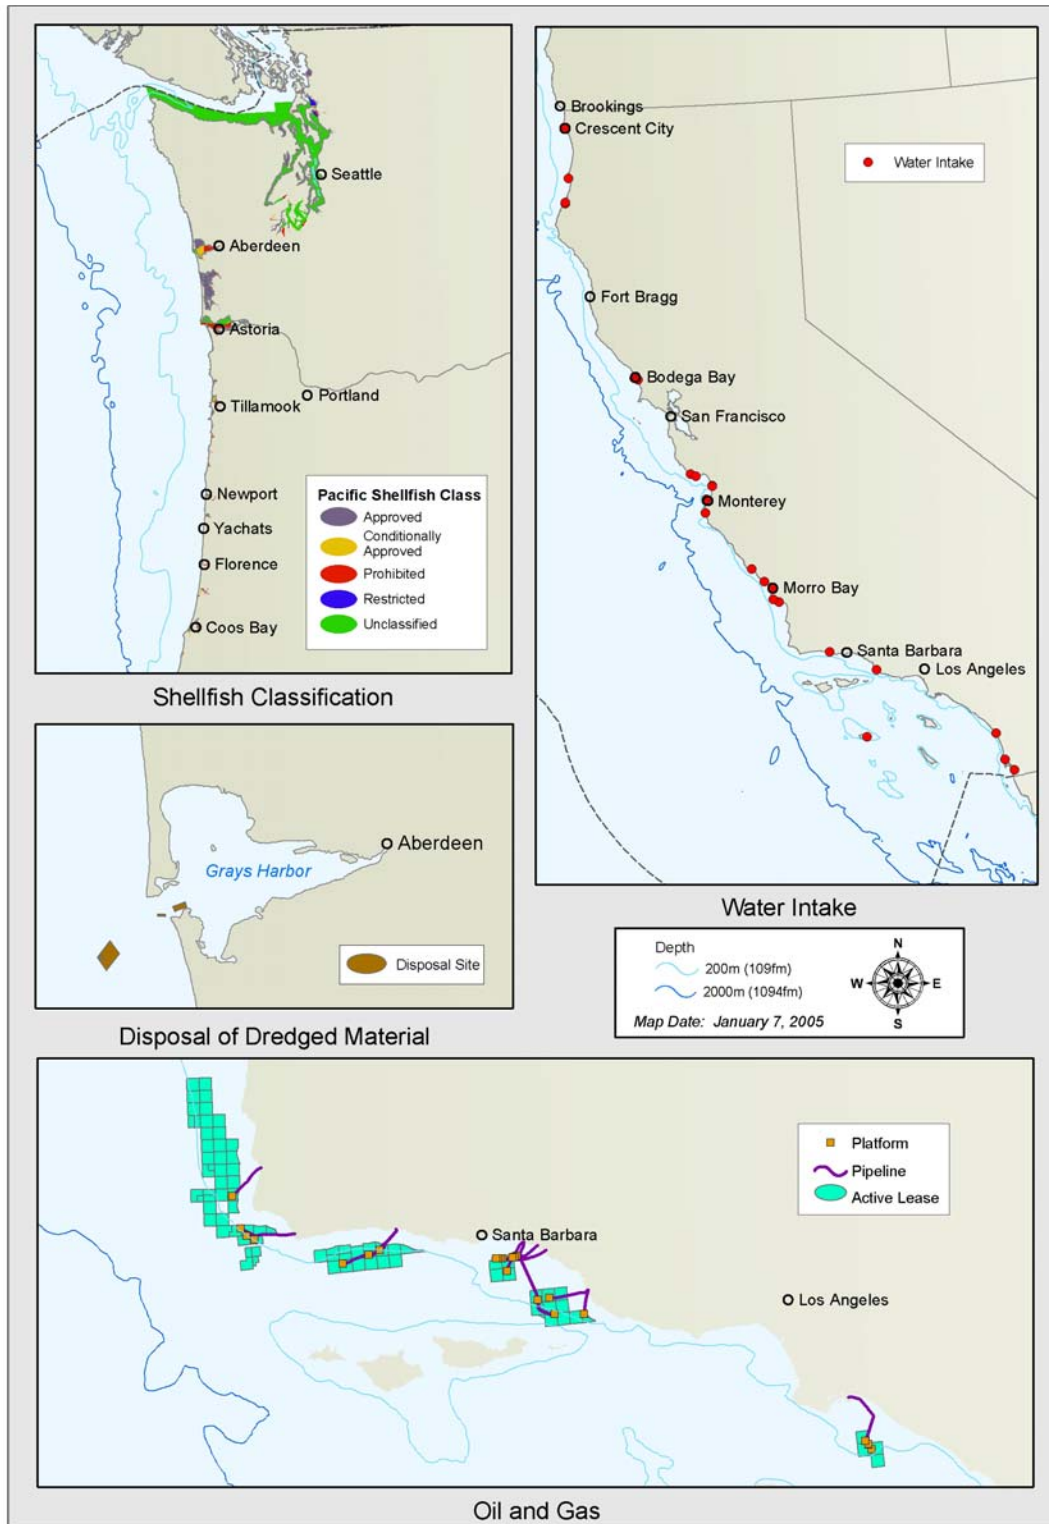 Seattle
Aberdeen
Astoria
Portland
Tillamook
Newport
Yachats
Florence
Coos Bay
Pacific Shellfish Class
Approved
Conditionally
Approved
Prohibited
Restricted
Unclassified
Shellfish Classification
Brookings
Crescent City
Water Intake
Fort Bragg
Bodega Bay
San Francisco
Monterey
Morro Bay
Santa Barbara
Los Angeles
Water Intake
Aberdeen
Grays Harbor
Disposal Site
Disposal of Dredged Material
Depth
200m (109fm)
2000m (1094fm)
Map Date: January 7, 2005
N
W
E
S
Platform
Pipeline
Active Lease
Santa Barbara
Los Angeles
Oil and Gas